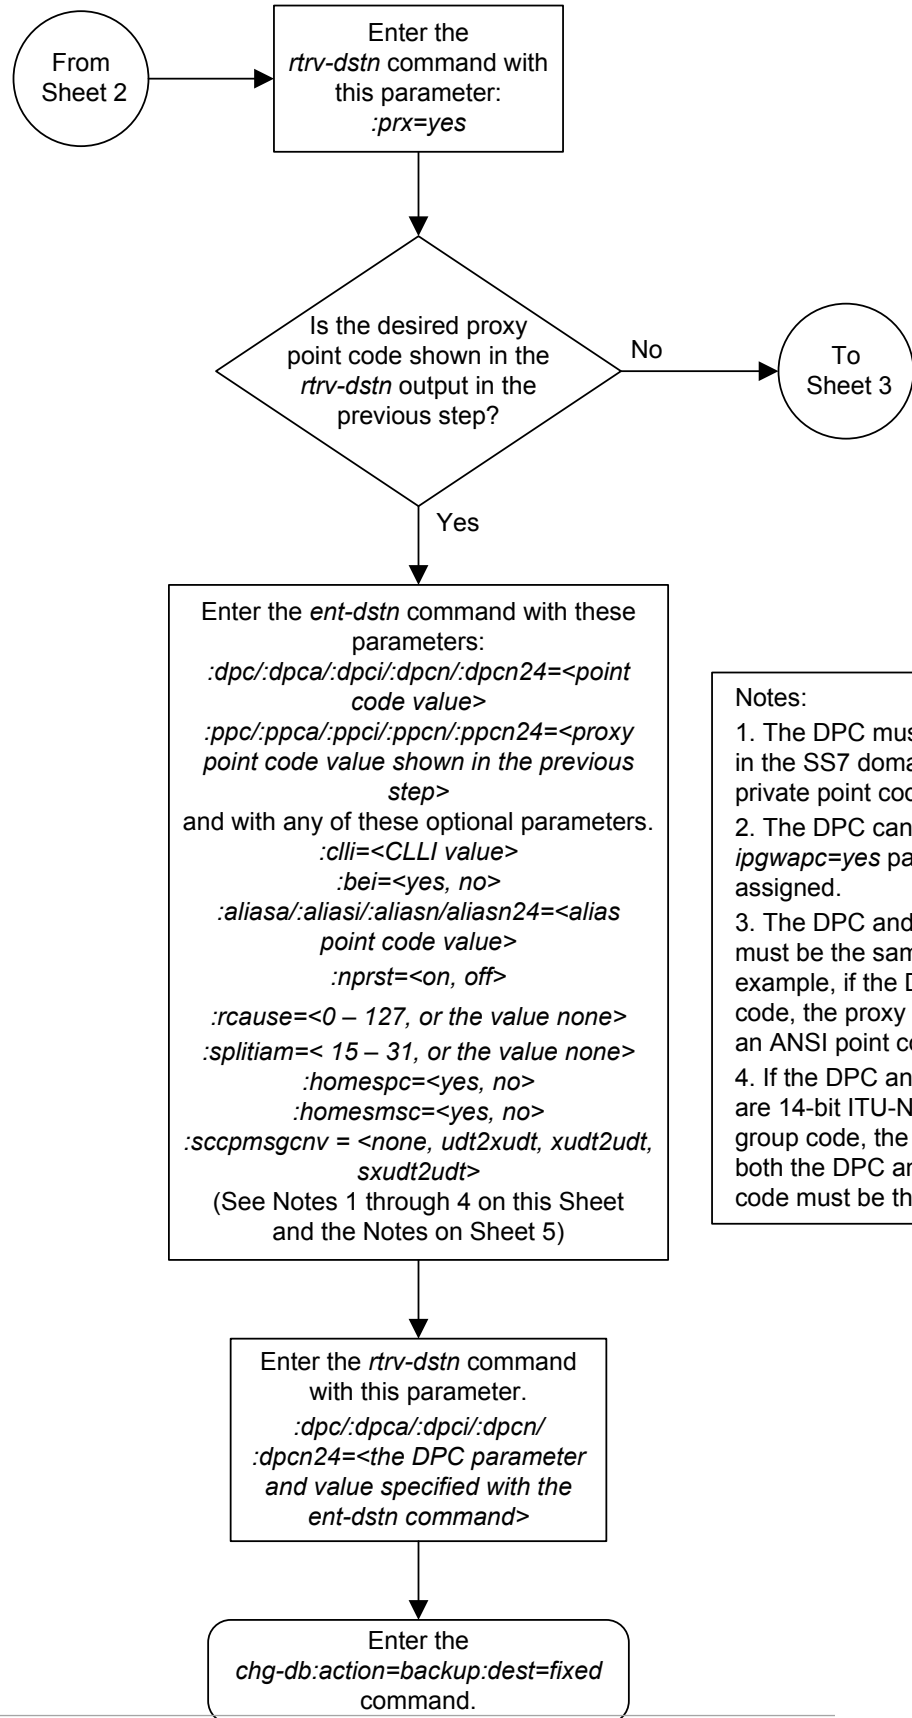 From
Sheet 2
Enter the
rtrv-dstn command with
this parameter:
:prx=yes
Is the desired proxy
point code shown in the
rtrv-dstn output in the
previous step?
No
To
Sheet 3
Yes
Enter the ent-dstn command with these
parameters:
:dpc/:dpca/:dpci/:dpcn/:dpcn24=<point
code value>
:ppc/:ppca/:ppci/:ppcn/:ppcn24=<proxy
point code value shown in the previous
step>
and with any of these optional parameters.
:clli=<CLLI value>
:bei=<yes, no>
:aliasa/:aliasi/:aliasn/aliasn24=<alias
point code value>
:nprst=<on, off>
:rcause=<0 – 127, or the value none>
:splitiam=< 15 – 31, or the value none>
:homespc=<yes, no>
:homesmsc=<yes, no>
:sccpmsgcnv = <none, udt2xudt, xudt2udt,
sxudt2udt>
(See Notes 1 through 4 on this Sheet
and the Notes on Sheet 5)
Notes:
1. The DPC mus
in the SS7 doma
private point coo
2. The DPC can
ipgwapc=yes pa
assigned.
3. The DPC and
must be the sam
example, if the D
code, the proxy
an ANSI point co
4. If the DPC an
are 14-bit ITU-N
group code, the
both the DPC an
code must be th
Enter the rtrv-dstn command
with this parameter.
:dpc/:dpca/:dpci/:dpcn/
:dpcn24=<the DPC parameter
and value specified with the
ent-dstn command>
Enter the
chg-db:action=backup:dest=fixed
command.